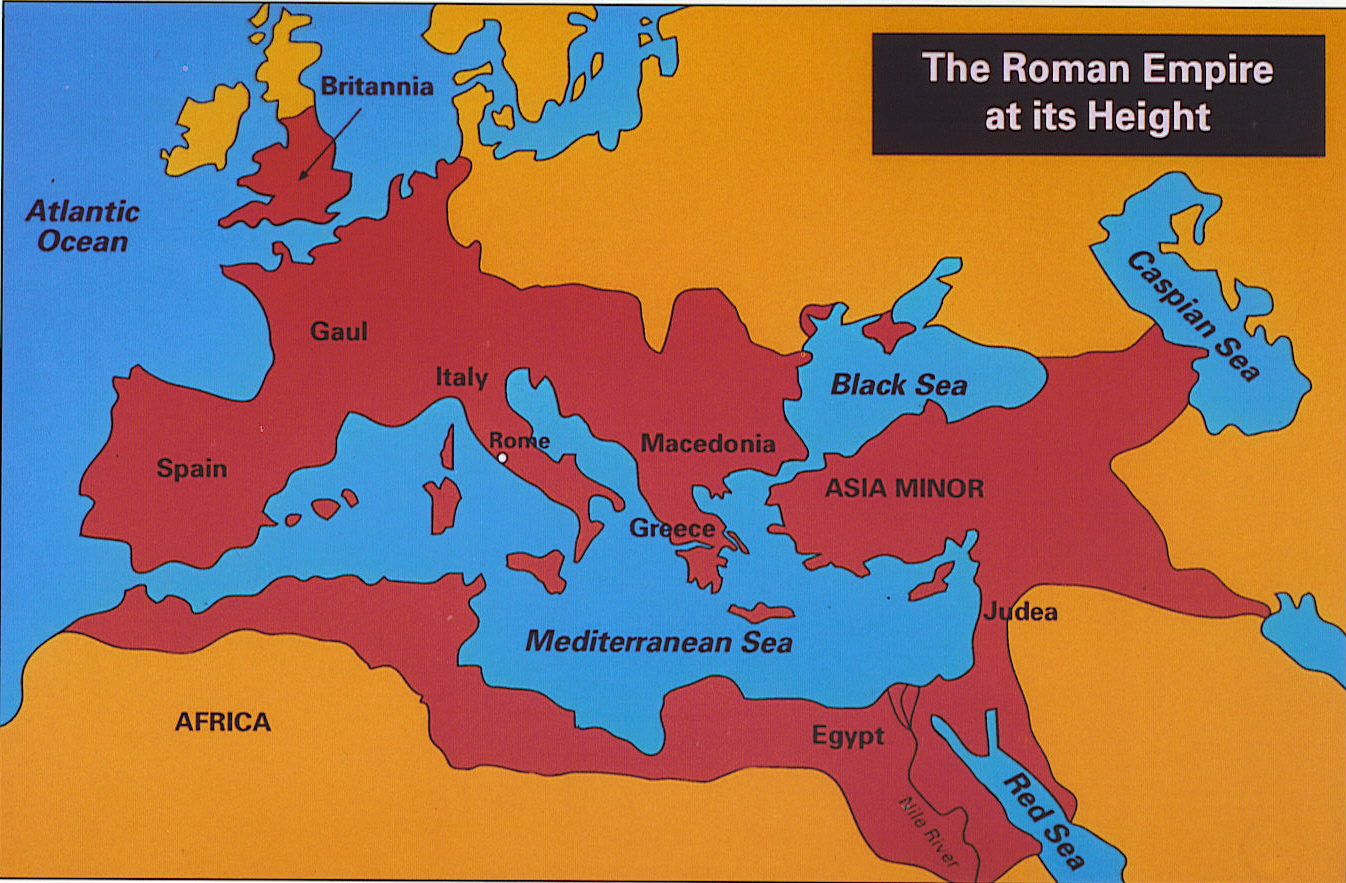 The Roman Empire
at its Height
Britannia
Atlantic
Ocean
Caspian Sea
Gaul
Italy
Black Sea
Rome
Macedonia
Spain
ASIA MINOR
Greece
Judea
Mediterranean Sea
AFRICA
Egypt
Nile River
Red Sea